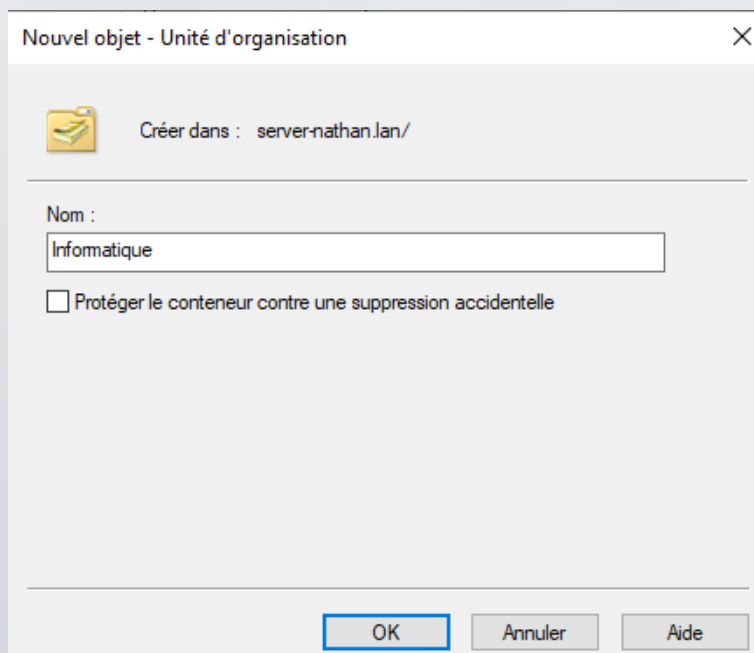 Nouvel objet - Unité d'organisation
Créer dans : server-nathan.lan/
Nom :
Informatique
Protéger le conteneur contre une suppression accidentelle
OK Annuler Aide